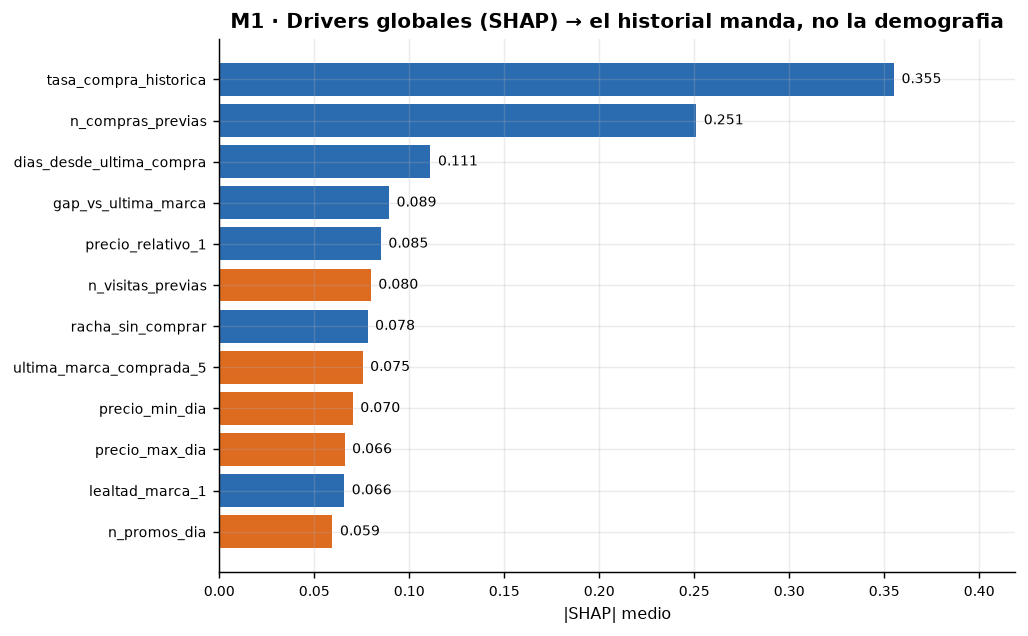 M1 · Drivers globales (SHAP) → el historial manda, no la demografia
tasa_compra_historica 0.355
n_compras_previas 0.251
dias_desde_ultima_compra 0.111
gap_vs_ultima_marca 0.089
precio_relativo_1 0.085
n_visitas_previas 0.080
racha_sin_comprar 0.078
ultima_marca_comprada_5 0.075
precio_min_dia 0.070
precio_max_dia 0.066
lealtad_marca_1 0.066
n_promos_dia 0.059
0.00 0.05 0.10 0.15 0.20 0.25 0.30 0.35 0.40
|SHAP| medio